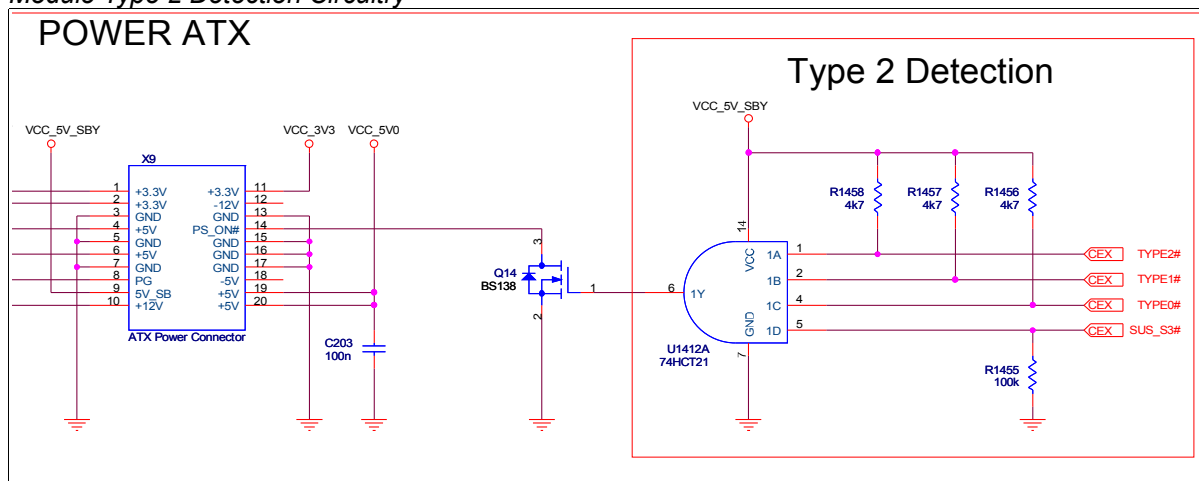 Module Type 2 Detection Circuitry
POWER ATX
Type 2 Detection
VCC_5V_SBY
VCC_5V_SBY
VCC_3V3
VCC_5V0
X9
1 +3.3V +3.3V 11
2 +3.3V -12V 12
3 GND GND 13
4 +5V PS_ON# 14
5 GND GND 15
6 +5V GND 16
7 GND GND 17
8 PG -5V 18
9 5V_SB +5V 19
10 +12V +5V 20
ATX Power Connector
C203
100n
3
Q14
BS138
1
2
R1458
4k7
R1457
4k7
R1456
4k7
14
VCC
1A 1 CEX TYPE2#
1B 2 CEX TYPE1#
6 1Y 1C 4 CEX TYPE0#
1D 5 CEX SUS_S3#
GND
7
U1412A
74HCT21
R1455
100k